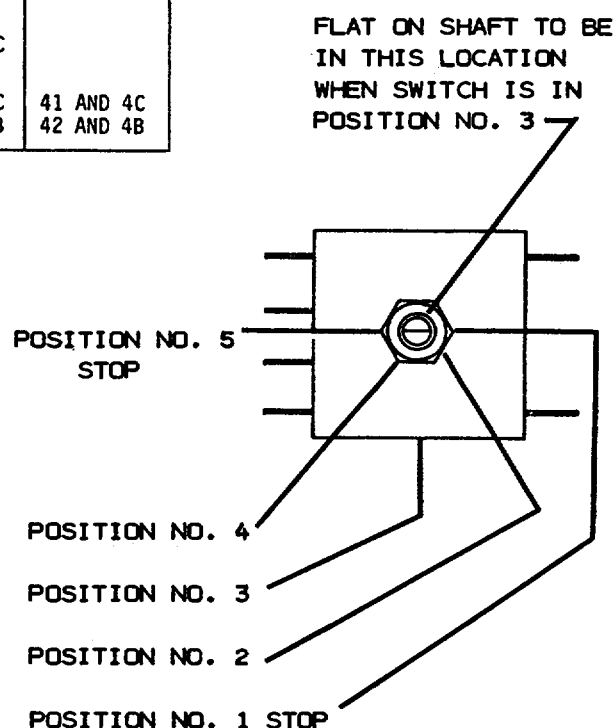 C
C
B
41 AND 4C
42 AND 4B
FLAT ON SHAFT TO BE
IN THIS LOCATION
WHEN SWITCH IS IN
POSITION NO. 3
POSITION NO. 5
STOP
POSITION NO. 4
POSITION NO. 3
POSITION NO. 2
POSITION NO. 1 STOP